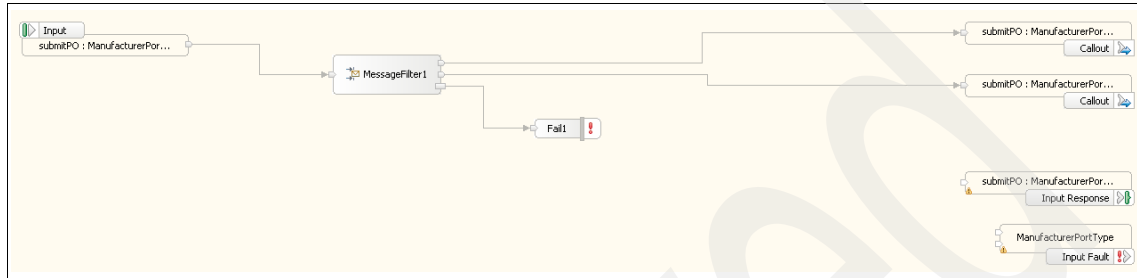 Input
submitPO : ManufacturerPor...
MessageFilter1
Fail1
submitPO : ManufacturerPor...
Callout
submitPO : ManufacturerPor...
Callout
submitPO : ManufacturerPor...
Input Response
ManufacturerPortType
Input Fault